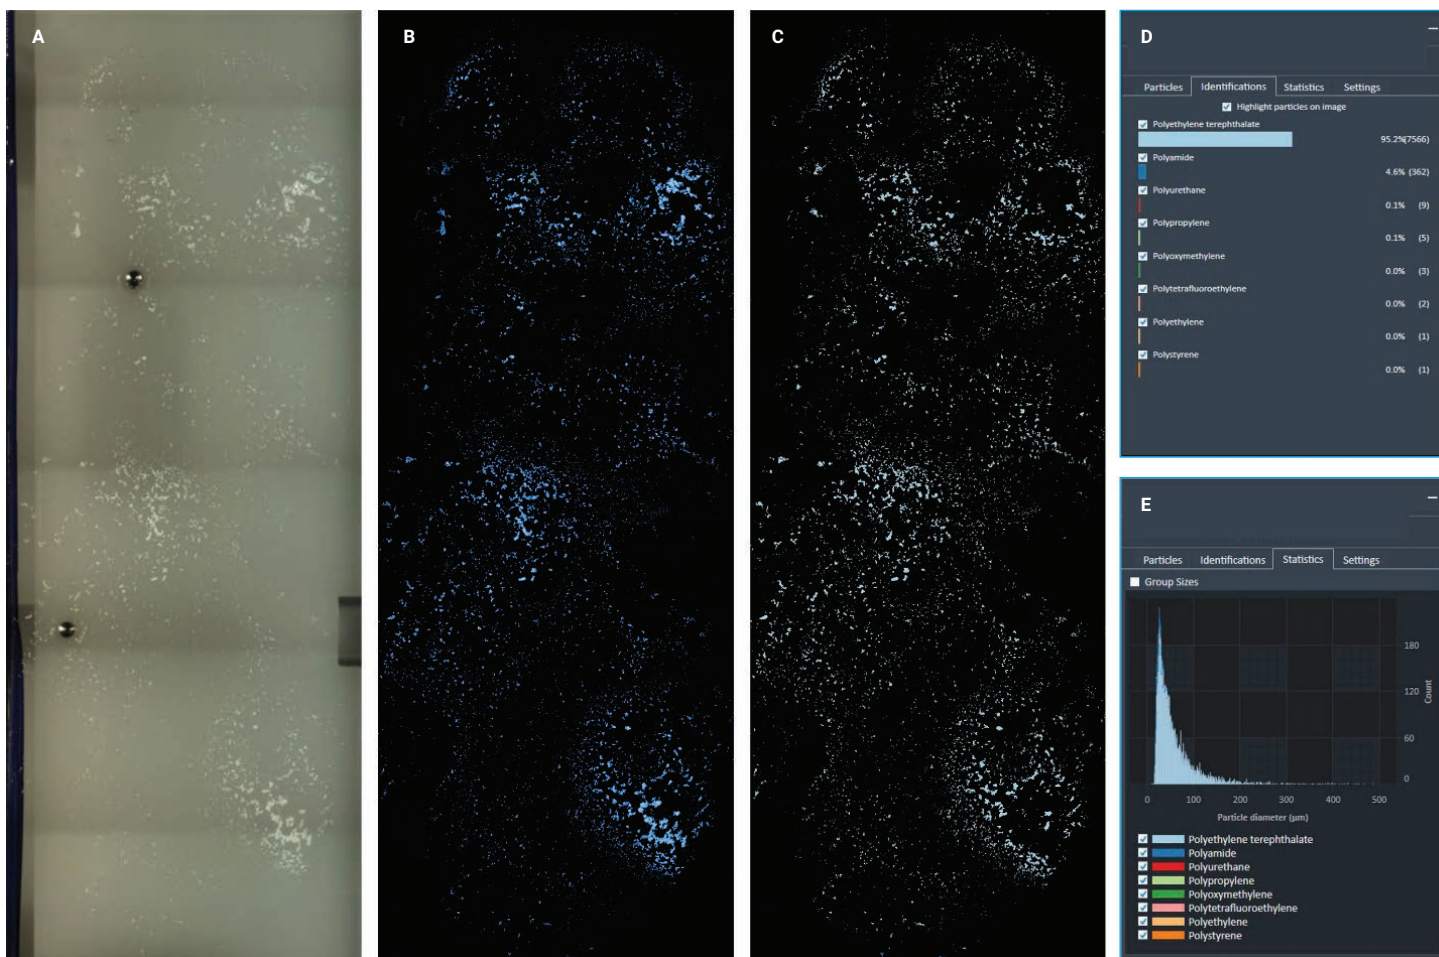 A
B
C
D
Particles Identifications Statistics Settings
Highlight particles on image
Polyethylene terephthalate
95.2%(7566)
Polyamide
4.6% (362)
Polyurethane
0.1% (9)
Polypropylene
0.1% (5)
Polyoxymethylene
0.0% (3)
Polytetrafluoroethylene
0.0% (2)
Polyethylene
0.0% (1)
Polystyrene
0.0% (1)
E
Particles Identifications Statistics Settings
Group Sizes
180
120
60
0
Count
0 100 200 300 400 500
Particle diameter (µm)
Polyethylene terephthalate
Polyamide
Polyurethane
Polypropylene
Polyoxymethylene
Polytetrafluoroethylene
Polyethylene
Polystyrene